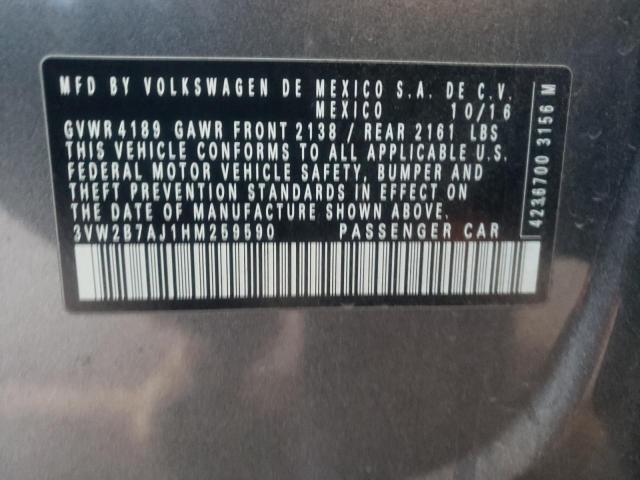 MFD BY VOLKSWAGEN DE MEXICO S.A. DE C.V.
MEXICO 10/16
GVWR 4189 GAWR FRONT 2138 / REAR 2161 LBS
THIS VEHICLE CONFORMS TO ALL APPLICABLE U.S.
FEDERAL MOTOR VEHICLE SAFETY, BUMPER AND
THEFT PREVENTION STANDARDS IN EFFECT ON
THE DATE OF MANUFACTURE SHOWN ABOVE.
3VW2B7AJ1HM259590 PASSENGER CAR
4236700 3156 M